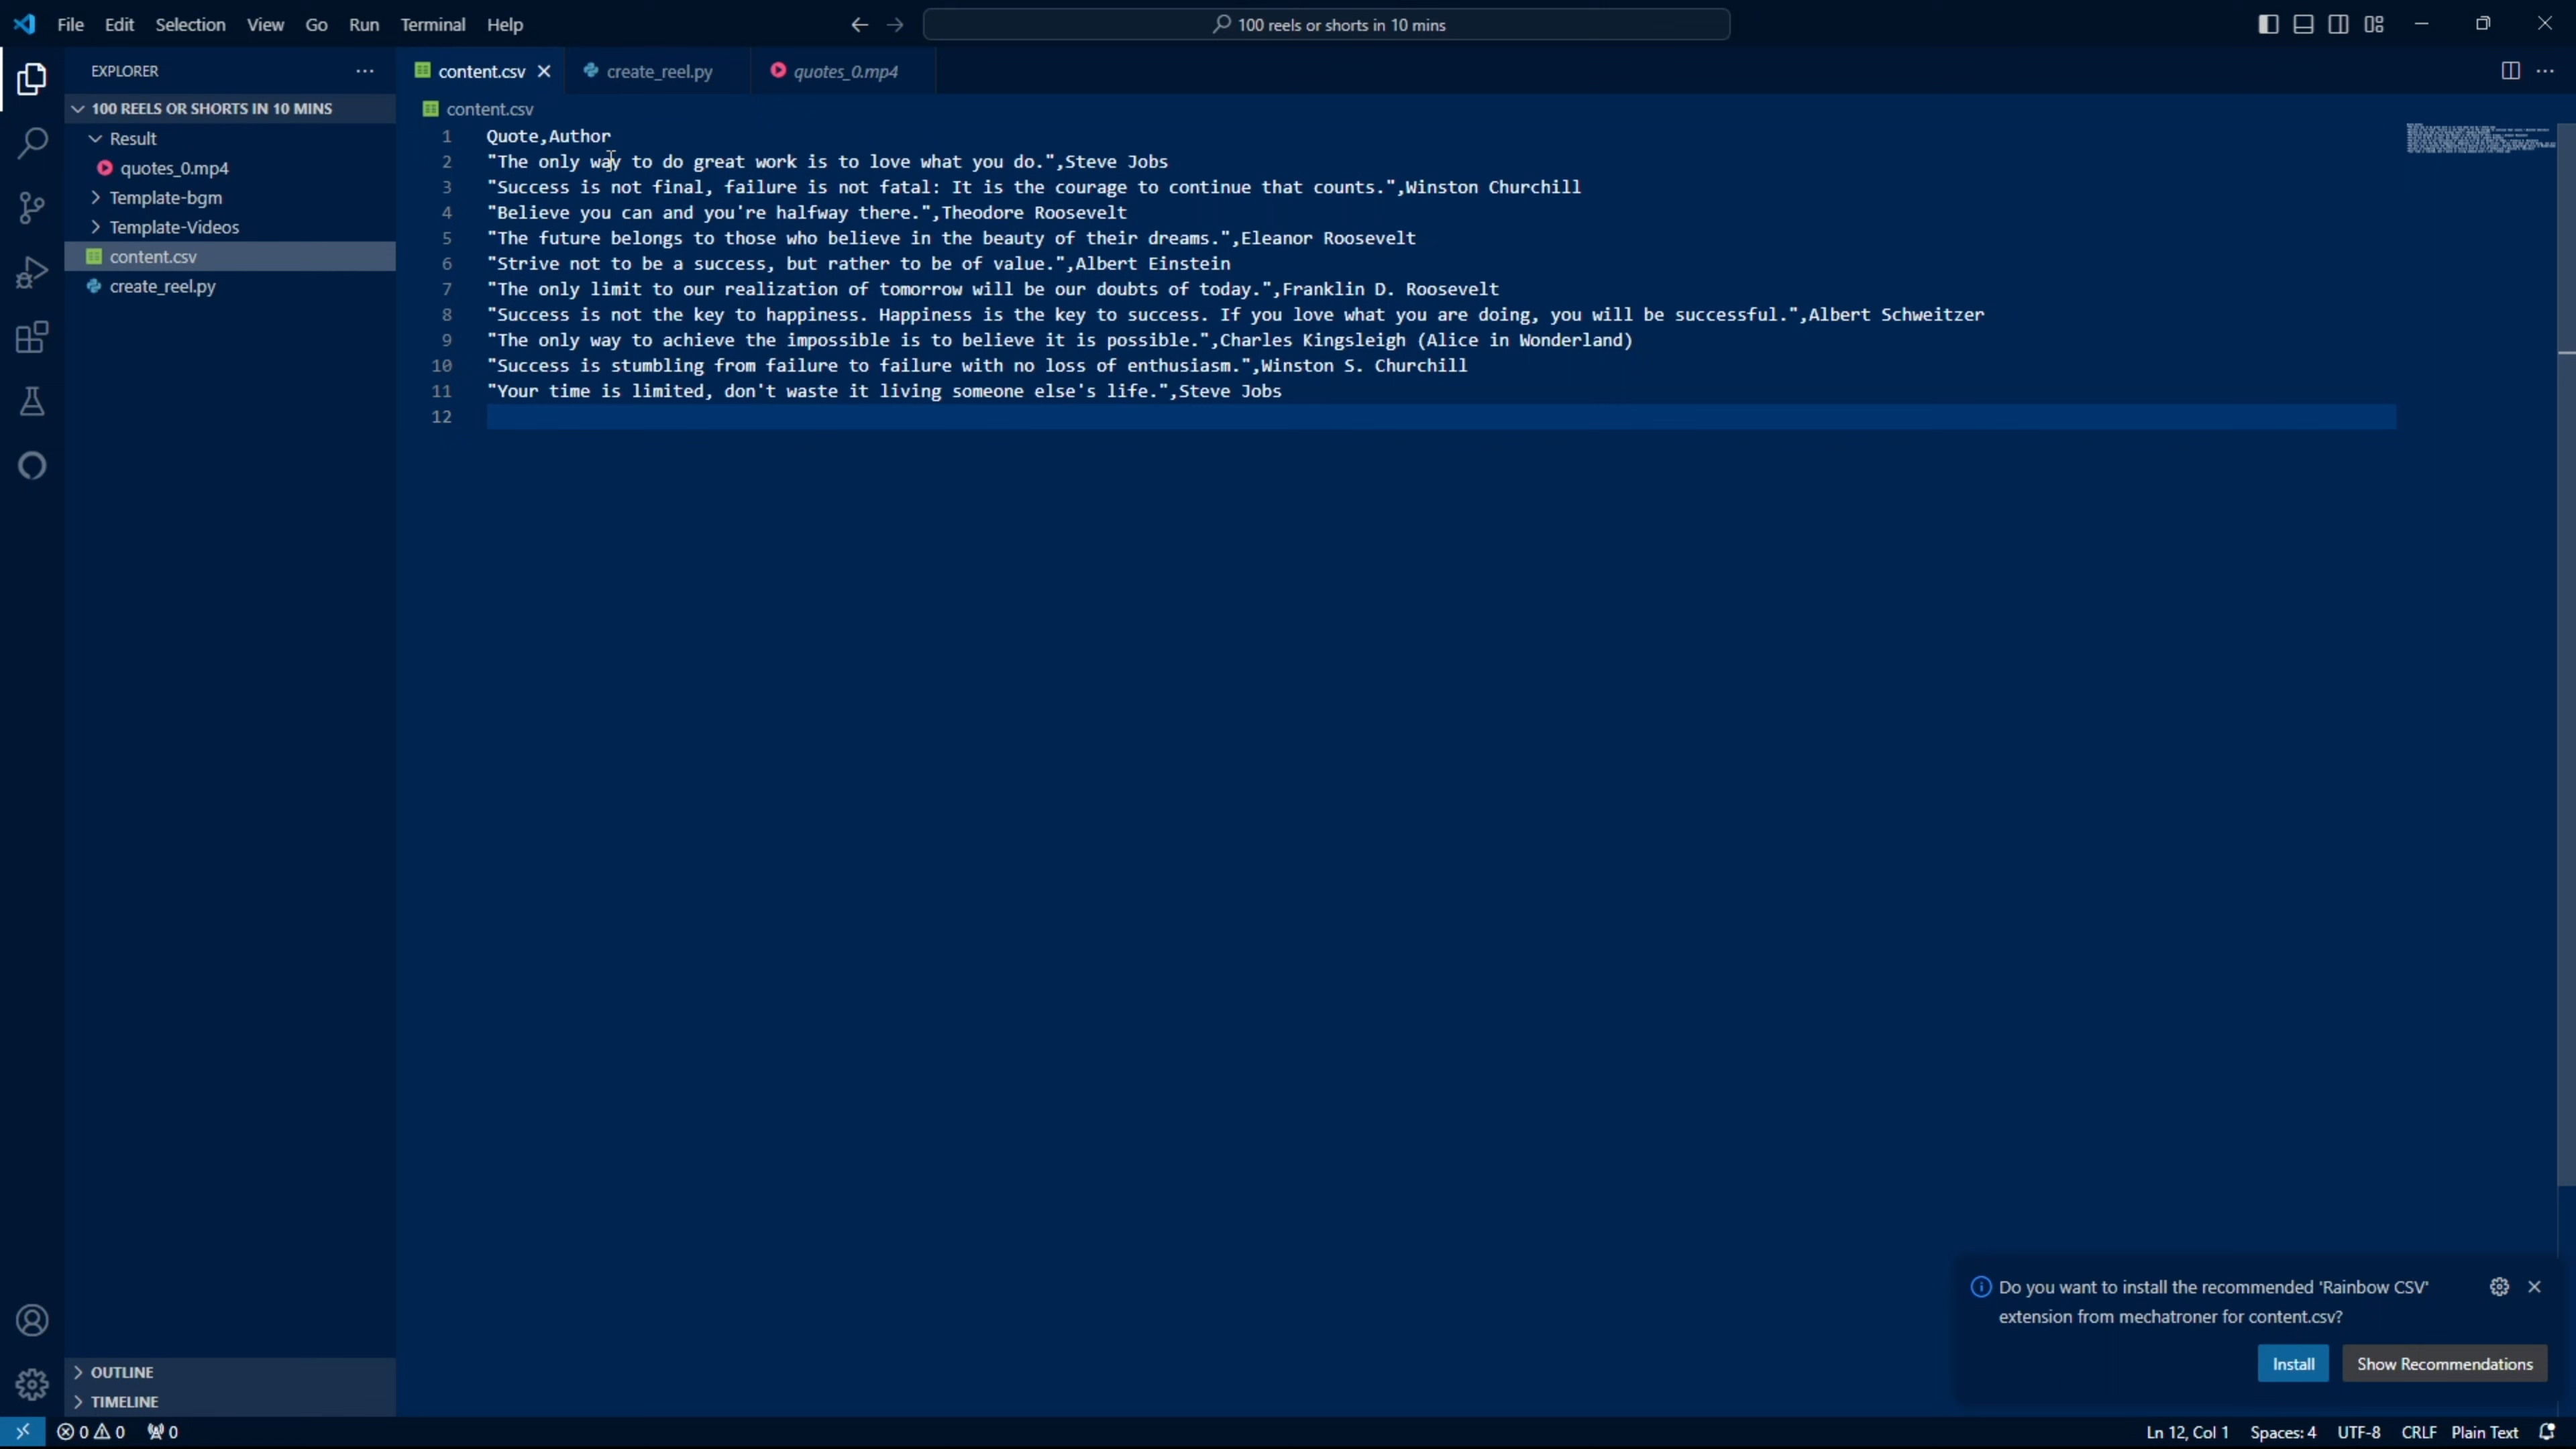 File Edit Selection View Go Run Terminal Help
100 reels or shorts in 10 mins
EXPLORER
100 REELS OR SHORTS IN 10 MINS
Result
quotes_0.mp4
Template-bgm
Template-Videos
content.csv
create_reel.py
OUTLINE
TIMELINE
content.csv create_reel.py quotes_0.mp4
content.csv
1 Quote,Author
2 "The only way to do great work is to love what you do.",Steve Jobs
3 "Success is not final, failure is not fatal: It is the courage to continue that counts.",Winston Churchill
4 "Believe you can and you're halfway there.",Theodore Roosevelt
5 "The future belongs to those who believe in the beauty of their dreams.",Eleanor Roosevelt
6 "Strive not to be a success, but rather to be of value.",Albert Einstein
7 "The only limit to our realization of tomorrow will be our doubts of today.",Franklin D. Roosevelt
8 "Success is not the key to happiness. Happiness is the key to success. If you love what you are doing, you will be successful.",Albert Schweitzer
9 "The only way to achieve the impossible is to believe it is possible.",Charles Kingsleigh (Alice in Wonderland)
10 "Success is stumbling from failure to failure with no loss of enthusiasm.",Winston S. Churchill
11 "Your time is limited, don't waste it living someone else's life.",Steve Jobs
12
Do you want to install the recommended 'Rainbow CSV'
extension from mechatroner for content.csv?
Install Show Recommendations
0 0 0 Ln 12, Col 1 Spaces: 4 UTF-8 CRLF Plain Text